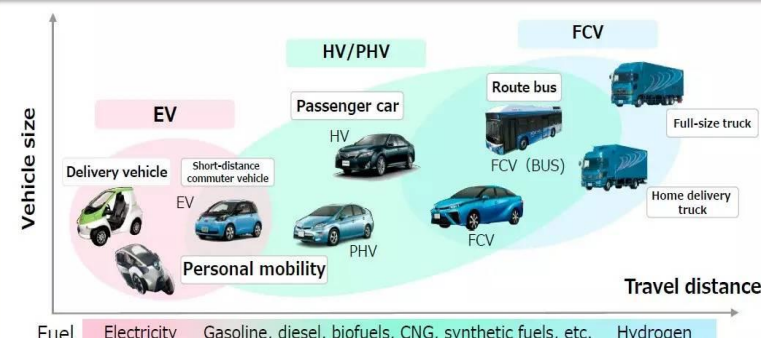 FCV
HV/PHV
EV
Vehicle size
Passenger car
HV
Route bus
FCV (BUS)
Full-size truck
Delivery vehicle
Short-distance
commuter vehicle
EV
Home delivery
truck
PHV
FCV
Personal mobility
Travel distance
Fuel Electricity Gasoline, diesel, biofuels, CNG, synthetic fuels, etc. Hydrogen